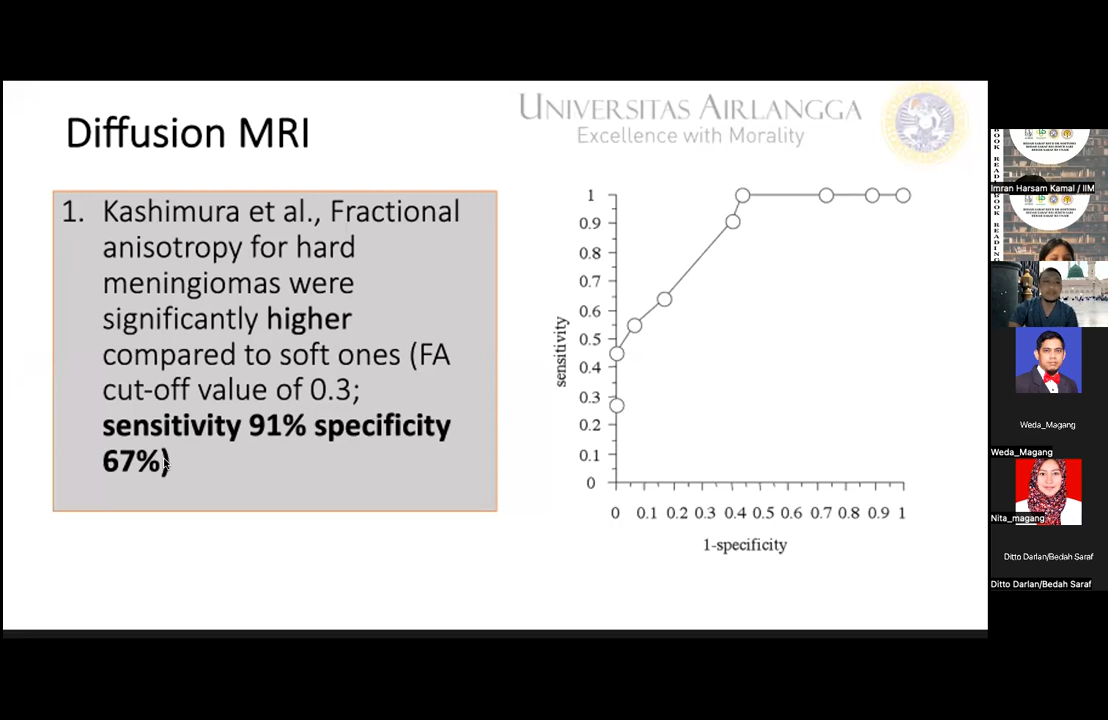 UNIVERSITAS AIRLANGGA
Excellence with Morality
Diffusion MRI
1. Kashimura et al., Fractional
anisotropy for hard
meningiomas were
significantly higher
compared to soft ones (FA
cut-off value of 0.3;
sensitivity 91% specificity
67%)
sensitivity
1
0.9
0.8
0.7
0.6
0.5
0.4
0.3
0.2
0.1
0
0 0.1 0.2 0.3 0.4 0.5 0.6 0.7 0.8 0.9 1
1-specificity
BOOK READING
Imran Harsam Kamal / IIM
BOOK READING
Weda_Magang
Weda_Magang
Nita_magang
Ditto Darlan/Bedah Saraf
Ditto Darlan/Bedah Saraf